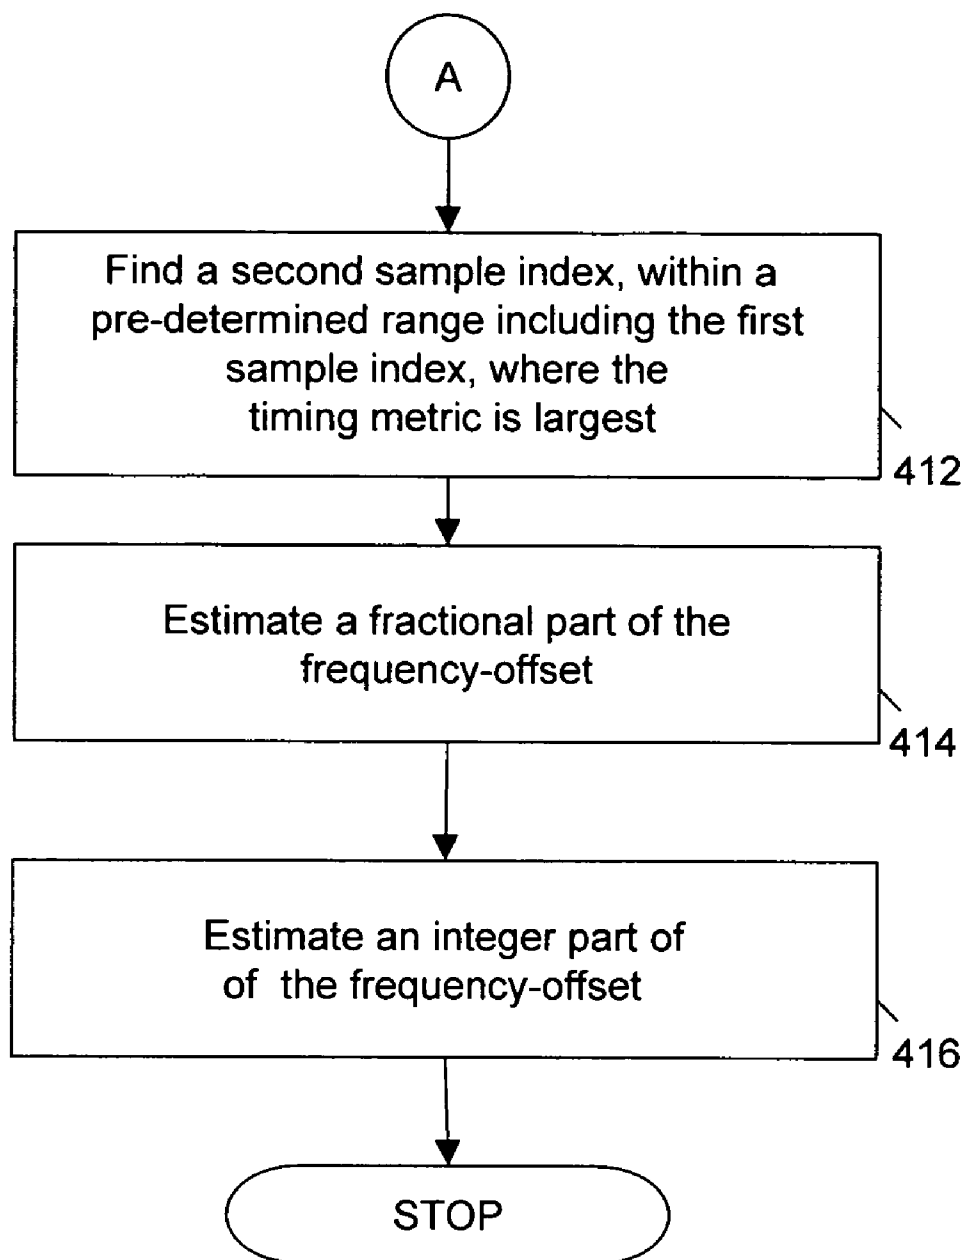 A
Find a second sample index, within a
pre-determined range including the first
sample index, where the
timing metric is largest
412
Estimate a fractional part of the
frequency-offset
414
Estimate an integer part of
of the frequency-offset
416
STOP